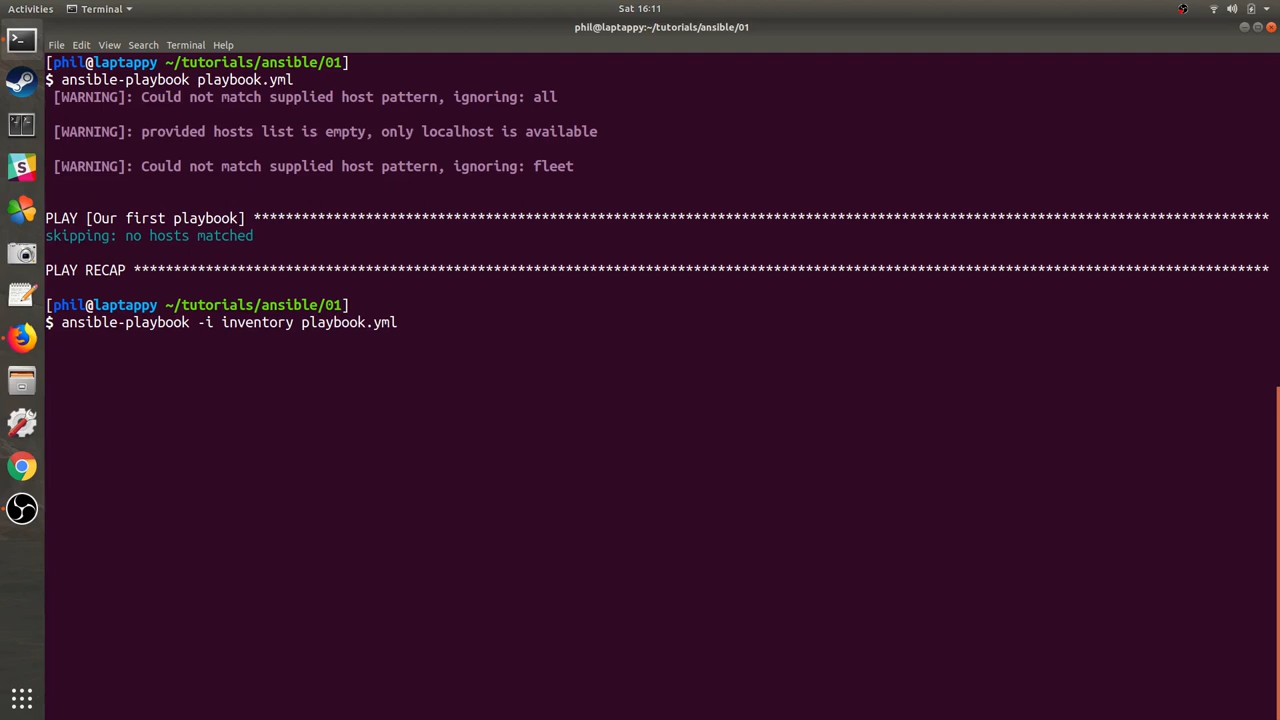 Activities Terminal Sat 16:11
phil@laptappy:~/tutorials/ansible/01
File Edit View Search Terminal Help
[phil@laptappy ~/tutorials/ansible/01]
$ ansible-playbook playbook.yml
[WARNING]: Could not match supplied host pattern, ignoring: all
[WARNING]: provided hosts list is empty, only localhost is available
[WARNING]: Could not match supplied host pattern, ignoring: fleet
PLAY [Our first playbook] *******************************************************************************************************************************
skipping: no hosts matched
PLAY RECAP **********************************************************************************************************************************************
[phil@laptappy ~/tutorials/ansible/01]
$ ansible-playbook -i inventory playbook.yml